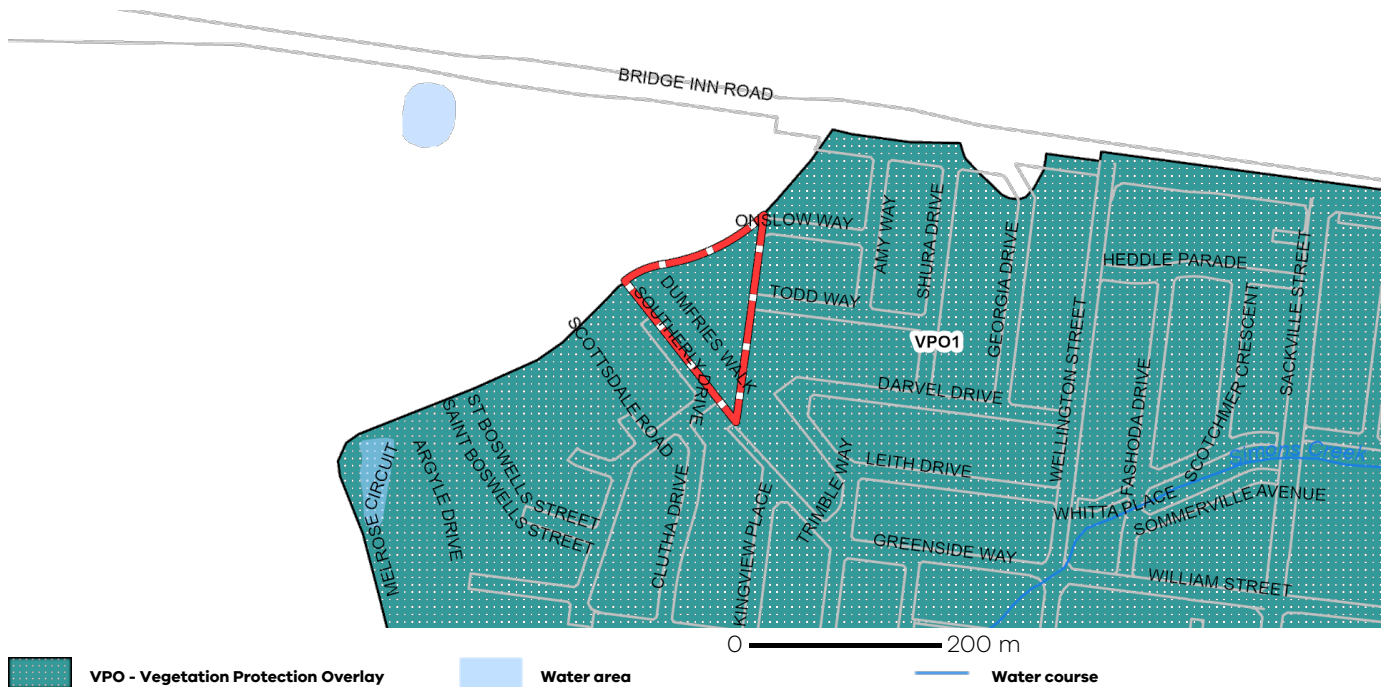 BRIDGE INN ROAD
ONSLOW WAY
AMY WAY
SHURA DRIVE
GEORGIA DRIVE
HEDDLE PARADE
SACKVILLE STREET
DUMFRIES WALK
SOUTHERLY DRIVE
TODD WAY
SCOTTSDALE ROAD
VPO1
WELLINGTON STREET
SCOTCHMER CRESCENT
FASHODA DRIVE
DARVEL DRIVE
ST BOSWELLS STREET
SAINT BOSWELLS STREET
ARGYLE DRIVE
MELROSE CIRCUIT
CLUTHA DRIVE
KINGVIEW PLACE
TRIMBLE WAY
LEITH DRIVE
Simons Creek
WHITTA PLACE
SOMMERVILLE AVENUE
GREENSIDE WAY
WILLIAM STREET
0 200 m
VPO - Vegetation Protection Overlay
Water area
Water course